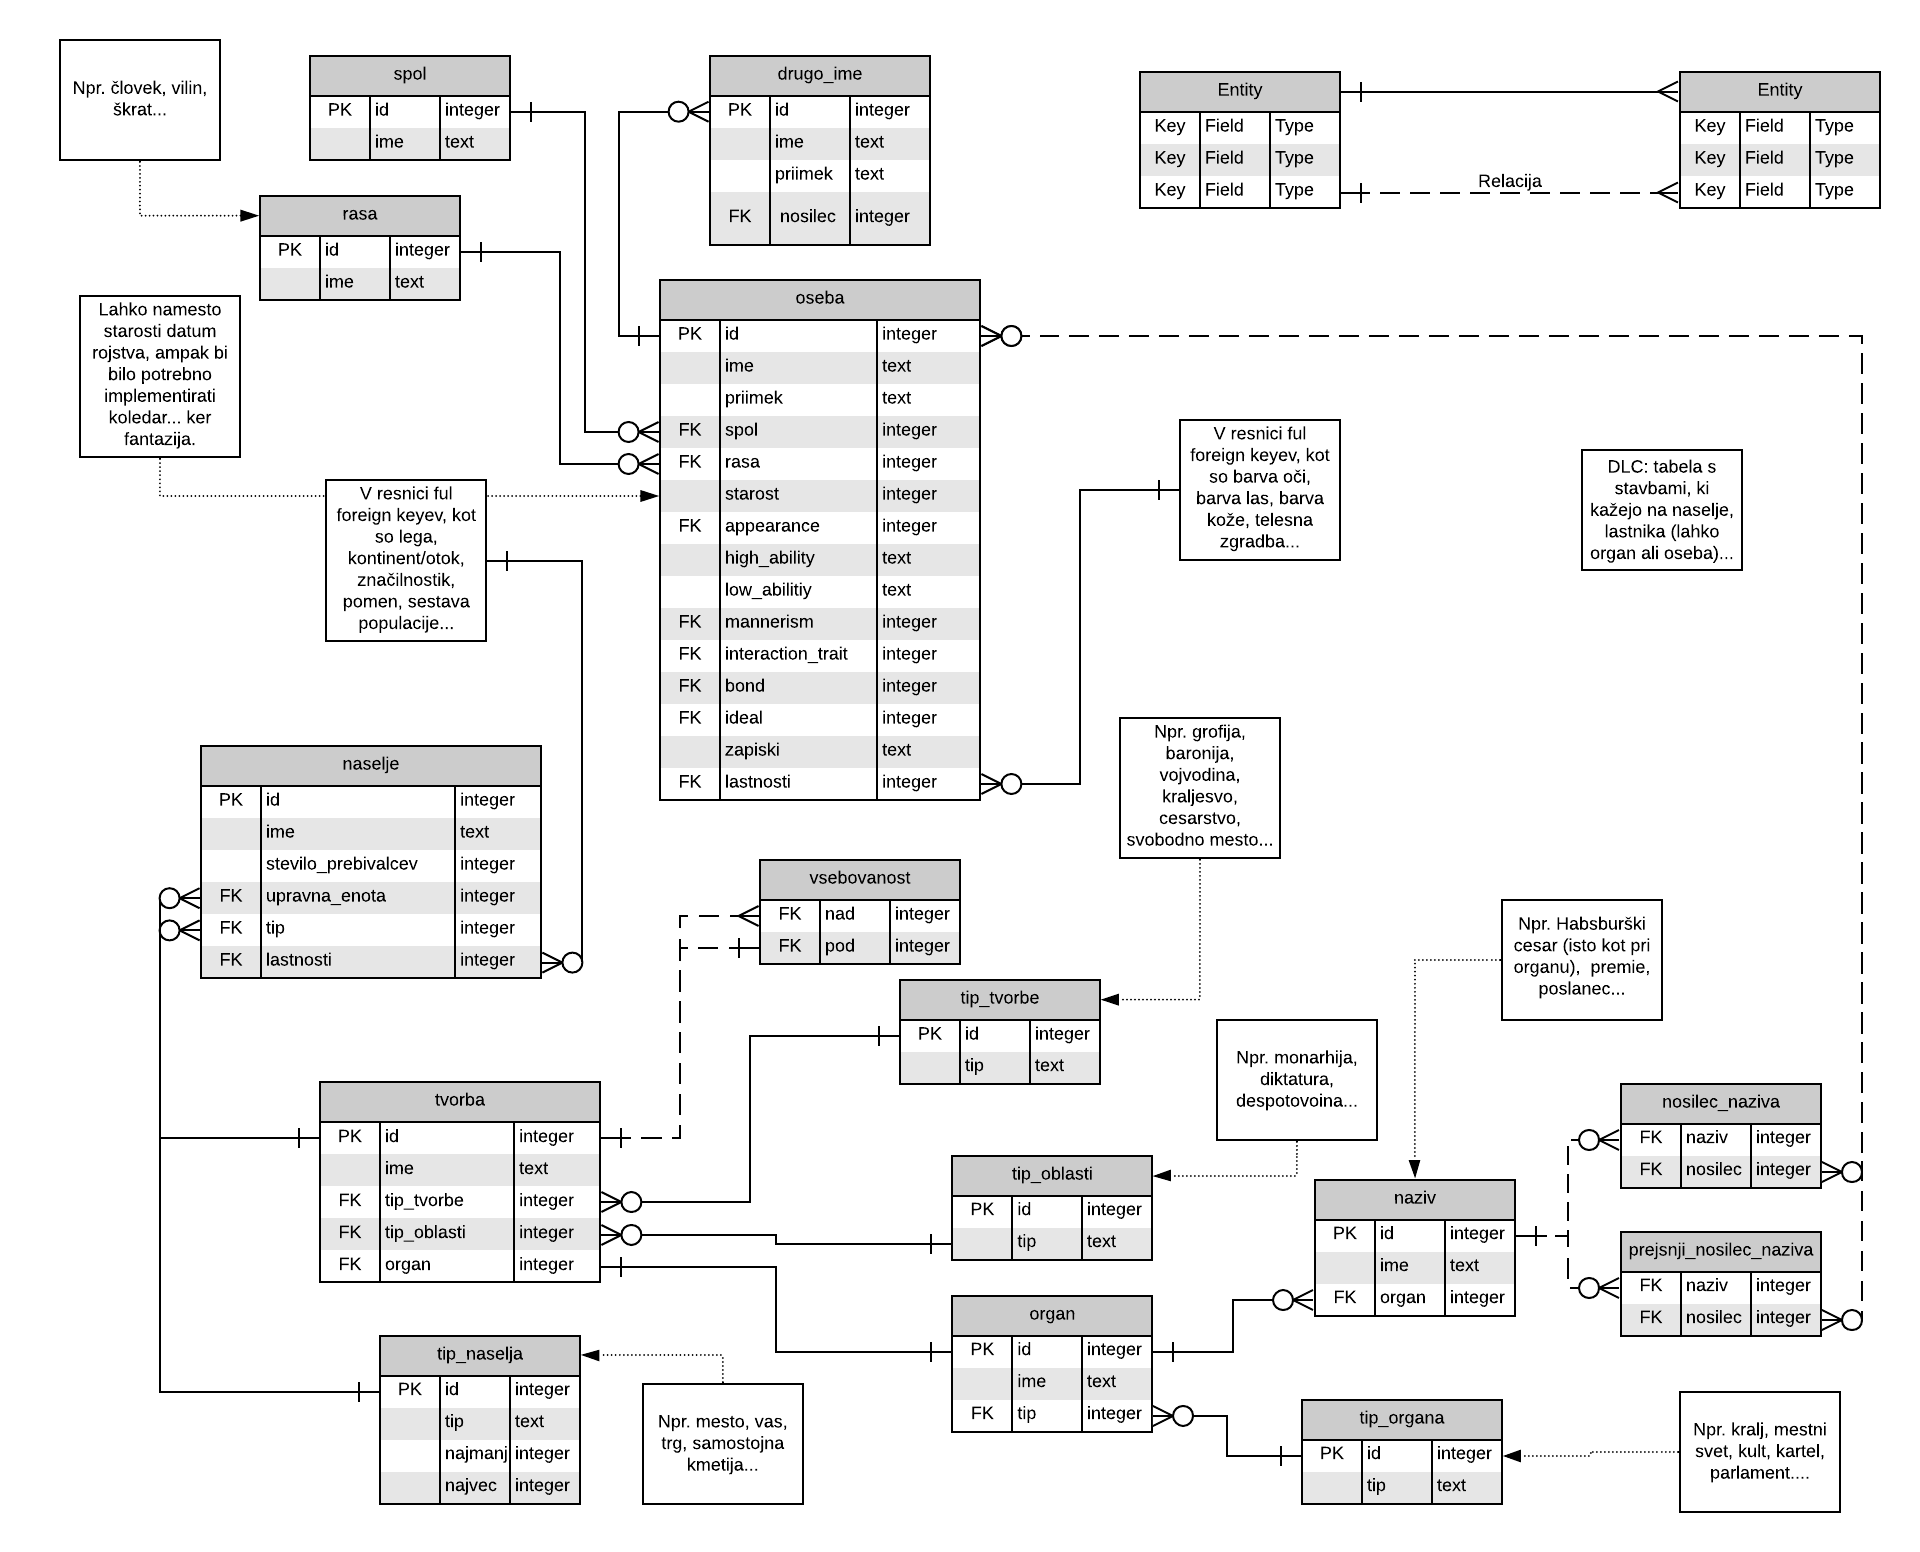 Npr. človek, vilin,
škrat...
spol
PK id integer
ime text
drugo_ime
PK id integer
ime text
priimek text
FK nosilec integer
Entity
Key Field Type
Key Field Type
Key Field Type
Relacija
Entity
Key Field Type
Key Field Type
Key Field Type
rasa
PK id integer
ime text
Lahko namesto
starosti datum
rojstva, ampak bi
bilo potrebno
implementirati
koledar... ker
fantazija.
oseba
PK id integer
ime text
priimek text
FK spol integer
FK rasa integer
starost integer
FK appearance integer
high_ability text
low_abilitiy text
FK mannerism integer
FK interaction_trait integer
FK bond integer
FK ideal integer
zapiski text
FK lastnosti integer
V resnici ful
foreign keyev, kot
so lega,
kontinent/otok,
značilnostik,
pomen, sestava
populacije...
V resnici ful
foreign keyev, kot
so barva oči,
barva las, barva
kože, telesna
zgradba...
DLC: tabela s
stavbami, ki
kažejo na naselje,
lastnika (lahko
organ ali oseba)...
naselje
PK id integer
ime text
stevilo_prebivalcev integer
FK upravna_enota integer
FK tip integer
FK lastnosti integer
Npr. grofija,
baronija,
vojvodina,
kraljesvo,
cesarstvo,
svobodno mesto...
vsebovanost
FK nad integer
FK pod integer
tip_tvorbe
PK id integer
tip text
Npr. Habsburški
cesar (isto kot pri
organu),  premie,
poslanec...
Npr. monarhija,
diktatura,
despotovoina...
tvorba
PK id integer
ime text
FK tip_tvorbe integer
FK tip_oblasti integer
FK organ integer
tip_oblasti
PK id integer
tip text
naziv
PK id integer
ime text
FK organ integer
nosilec_naziva
FK naziv integer
FK nosilec integer
prejsnji_nosilec_naziva
FK naziv integer
FK nosilec integer
organ
PK id integer
ime text
FK tip integer
tip_naselja
PK id integer
tip text
najmanj integer
najvec integer
Npr. mesto, vas,
trg, samostojna
kmetija...
tip_organa
PK id integer
tip text
Npr. kralj, mestni
svet, kult, kartel,
parlament....